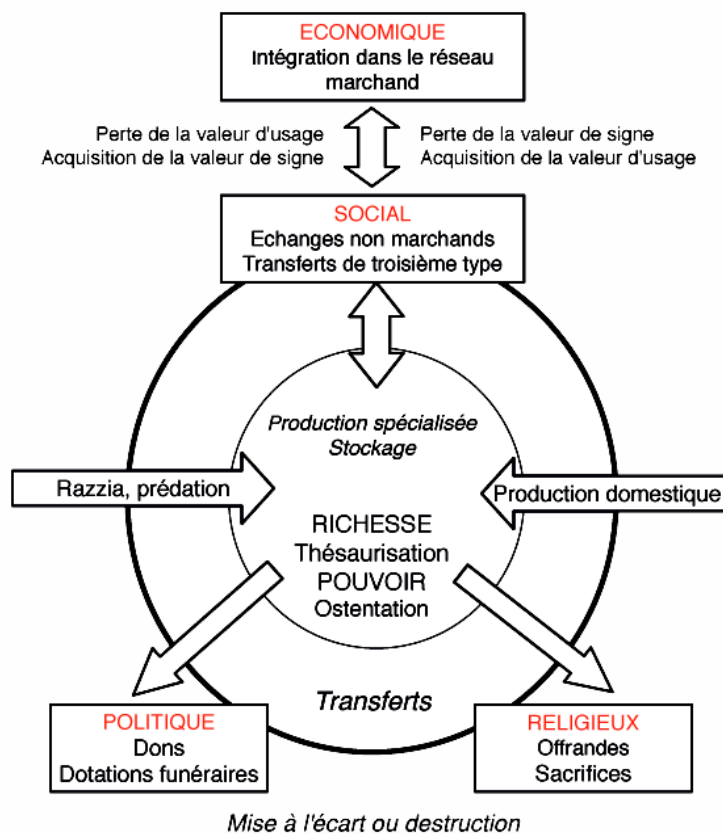 ECONOMIQUE
Intégration dans le réseau
marchand
Perte de la valeur d'usage
Acquisition de la valeur de signe
Perte de la valeur de signe
Acquisition de la valeur d'usage
SOCIAL
Echanges non marchands
Transferts de troisième type
Production spécialisée
Stockage
Razzia, prédation
Production domestique
RICHESSE
Thésaurisation
POUVOIR
Ostentation
Transferts
POLITIQUE
Dons
Dotations funéraires
RELIGIEUX
Offrandes
Sacrifices
Mise à l'écart ou destruction